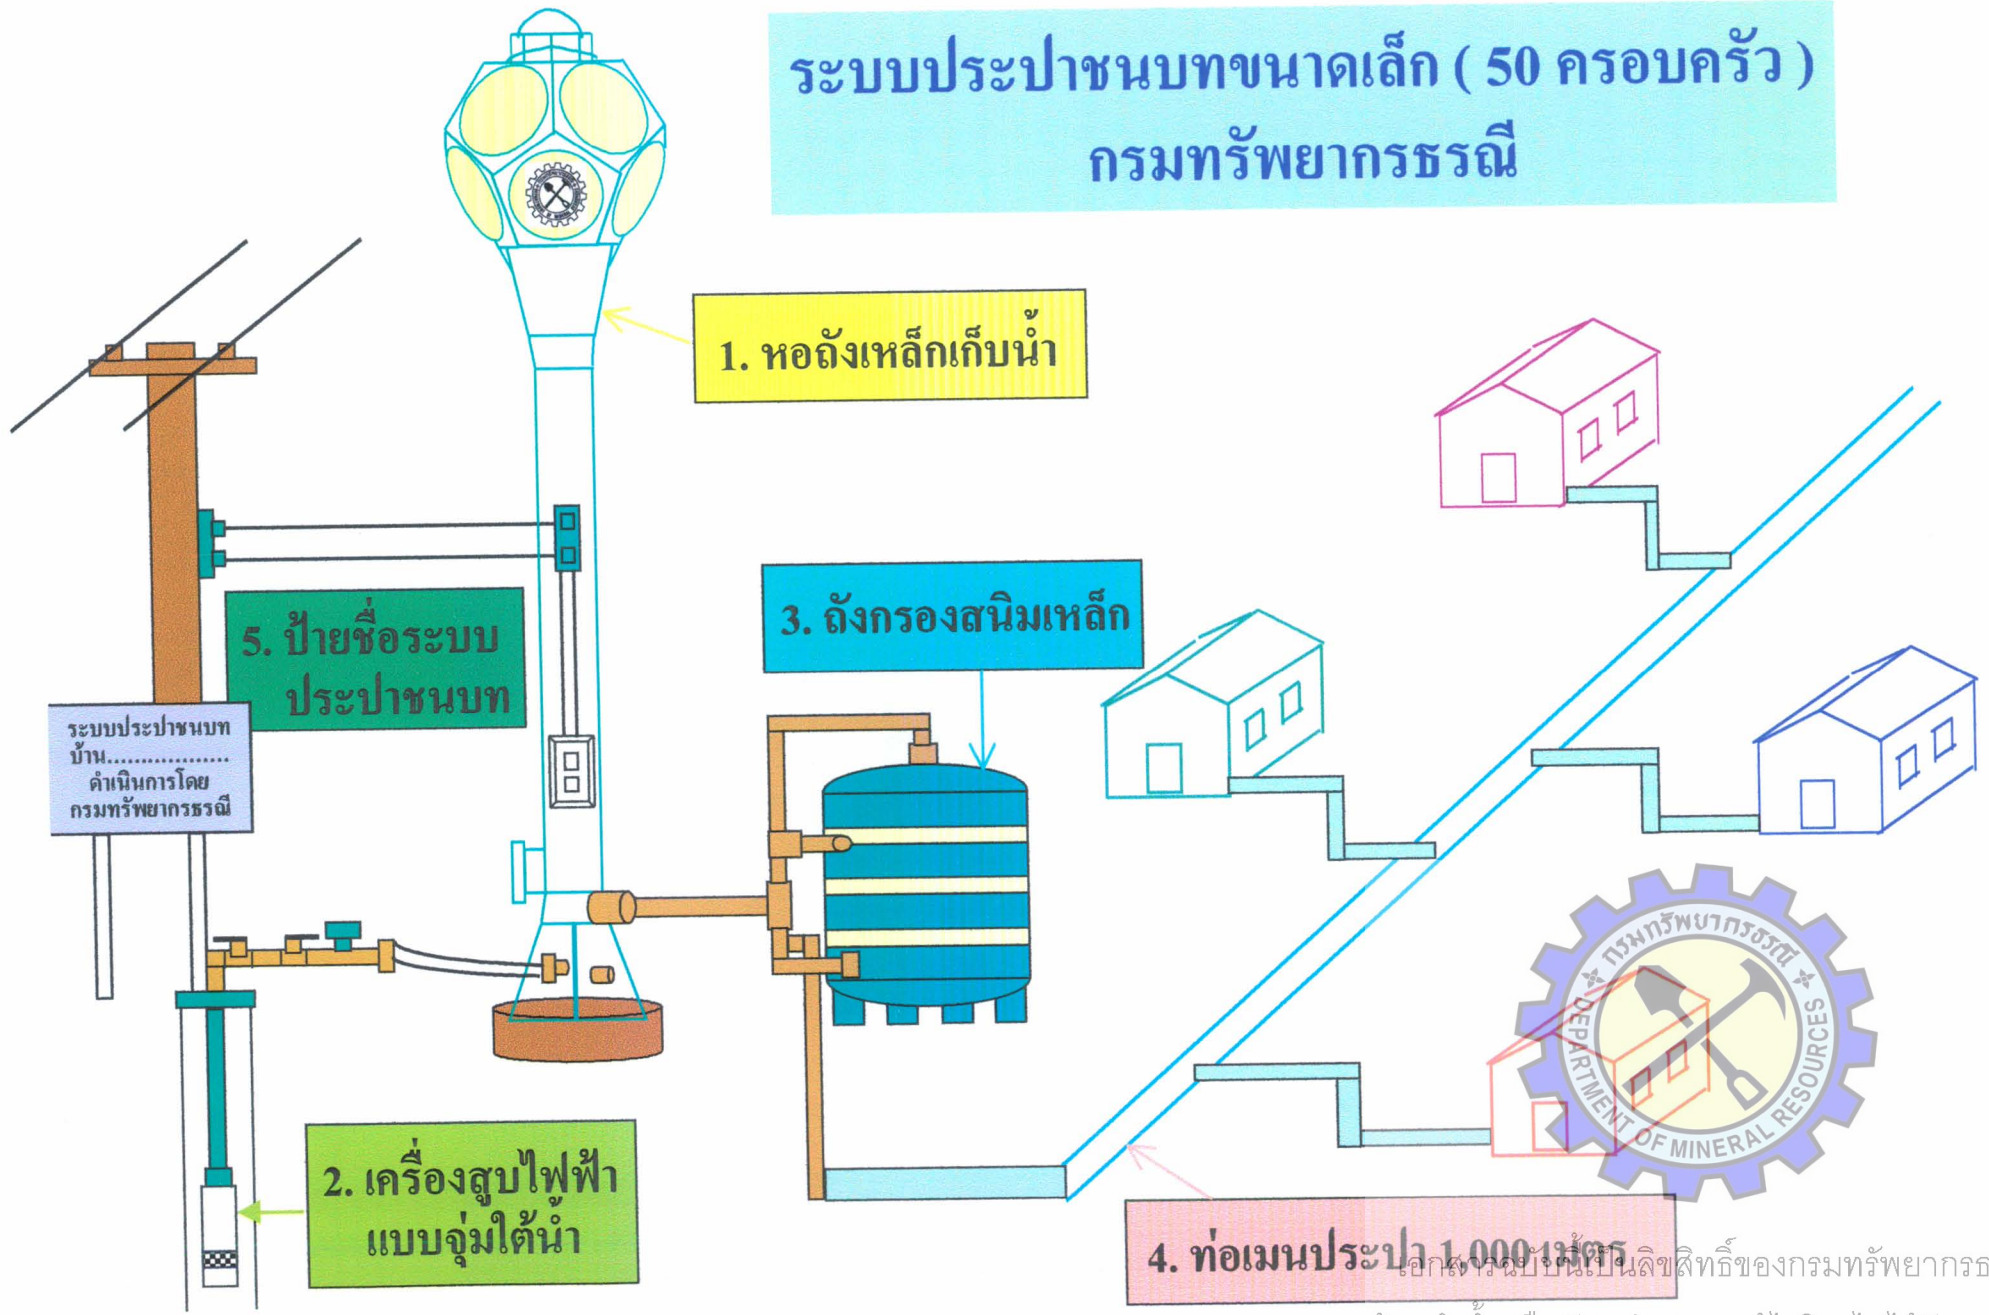 ระบบประปาชนบทขนาดเล็ก ( 50 ครอบครัว )
กรมทรัพยากรธรณี
1. หอถังเหล็กเก็บน้ำ
3. ถังกรองสนิมเหล็ก
5. ป้ายชื่อระบบ
ประปาชนบท
ระบบประปาชนบท
บ้าน..................
ดำเนินการโดย
กรมทรัพยากรธรณี
2. เครื่องสูบไฟฟ้า
แบบจุ่มใต้น้ำ
4. ท่อเมนประปา 1,000 เมตร
กรมทรัพยากรธรณี
DEPARTMENT OF MINERAL RESOURCES
เอกสารฉบับนี้เป็นลิขสิทธิ์ของกรมทรัพยากรธ